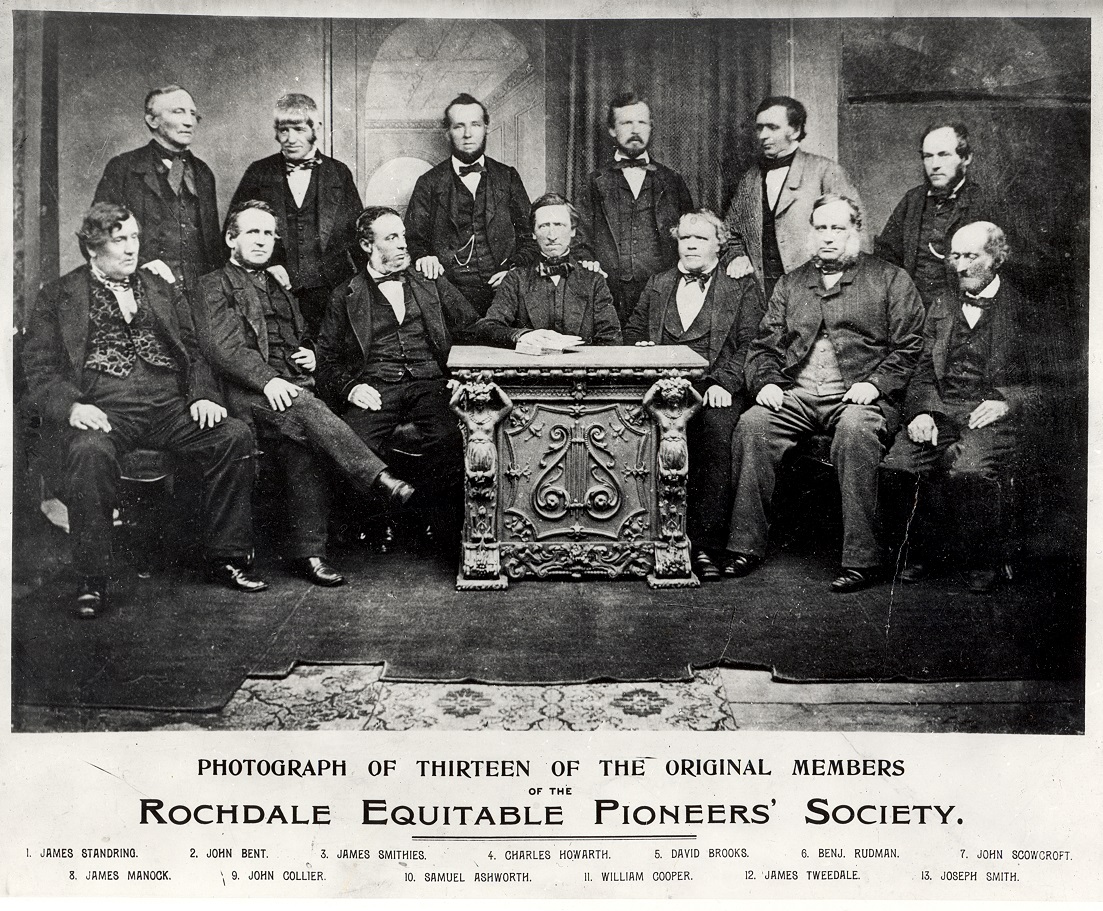 PHOTOGRAPH OF THIRTEEN OF THE ORIGINAL MEMBERS
OF THE
ROCHDALE EQUITABLE PIONEERS' SOCIETY.
1. JAMES STANDRING. 2. JOHN BENT. 3. JAMES SMITHIES. 4. CHARLES HOWARTH. 5. DAVID BROOKS. 6. BENJ. RUDMAN. 7. JOHN SCOWCROFT.
8. JAMES MANOCK. 9. JOHN COLLIER. 10. SAMUEL ASHWORTH. 11. WILLIAM COOPER. 12. JAMES TWEEDALE. 13. JOSEPH SMITH.